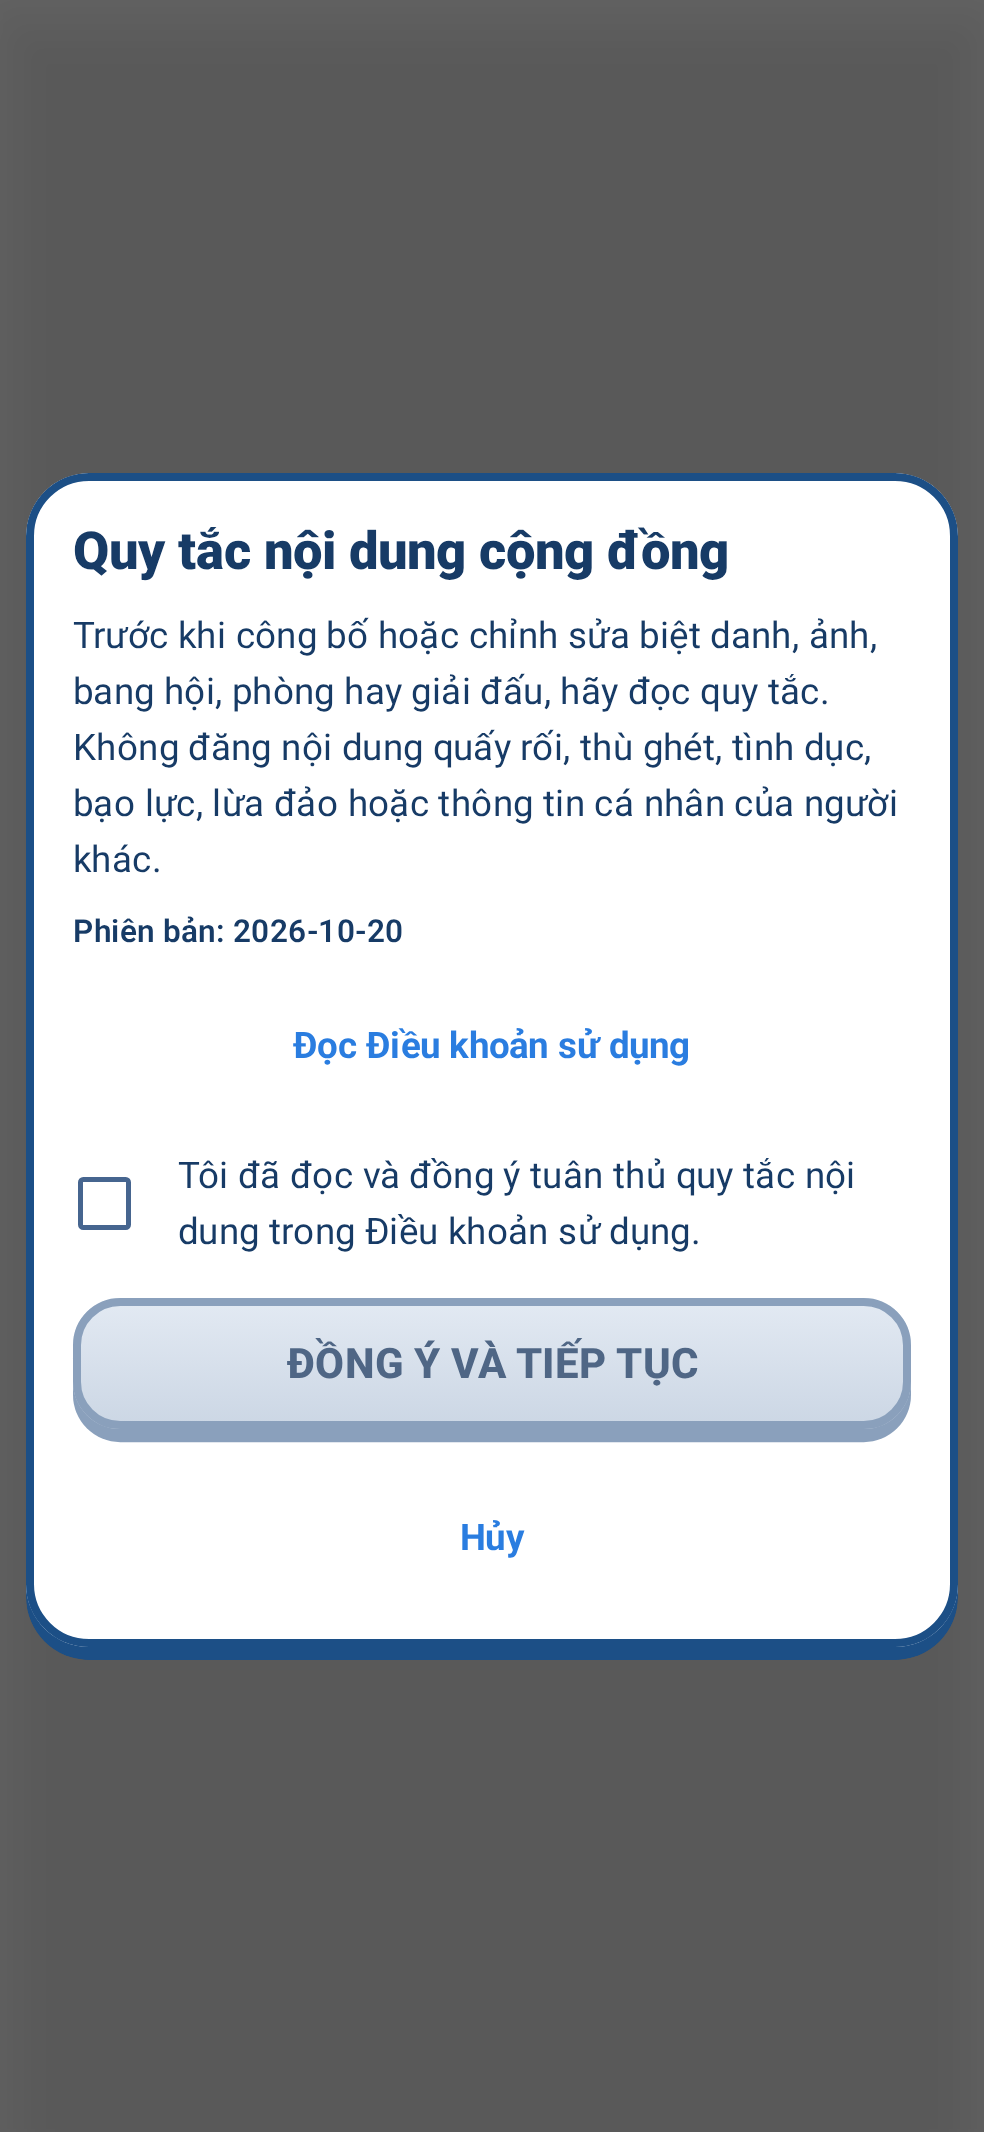 Quy tắc nội dung cộng đồng
Trước khi công bố hoặc chỉnh sửa biệt danh, ảnh,
bang hội, phòng hay giải đấu, hãy đọc quy tắc.
Không đăng nội dung quấy rối, thù ghét, tình dục,
bạo lực, lừa đảo hoặc thông tin cá nhân của người
khác.
Phiên bản: 2026-10-20
Đọc Điều khoản sử dụng
Tôi đã đọc và đồng ý tuân thủ quy tắc nội
dung trong Điều khoản sử dụng.
ĐỒNG Ý VÀ TIẾP TỤC
Hủy